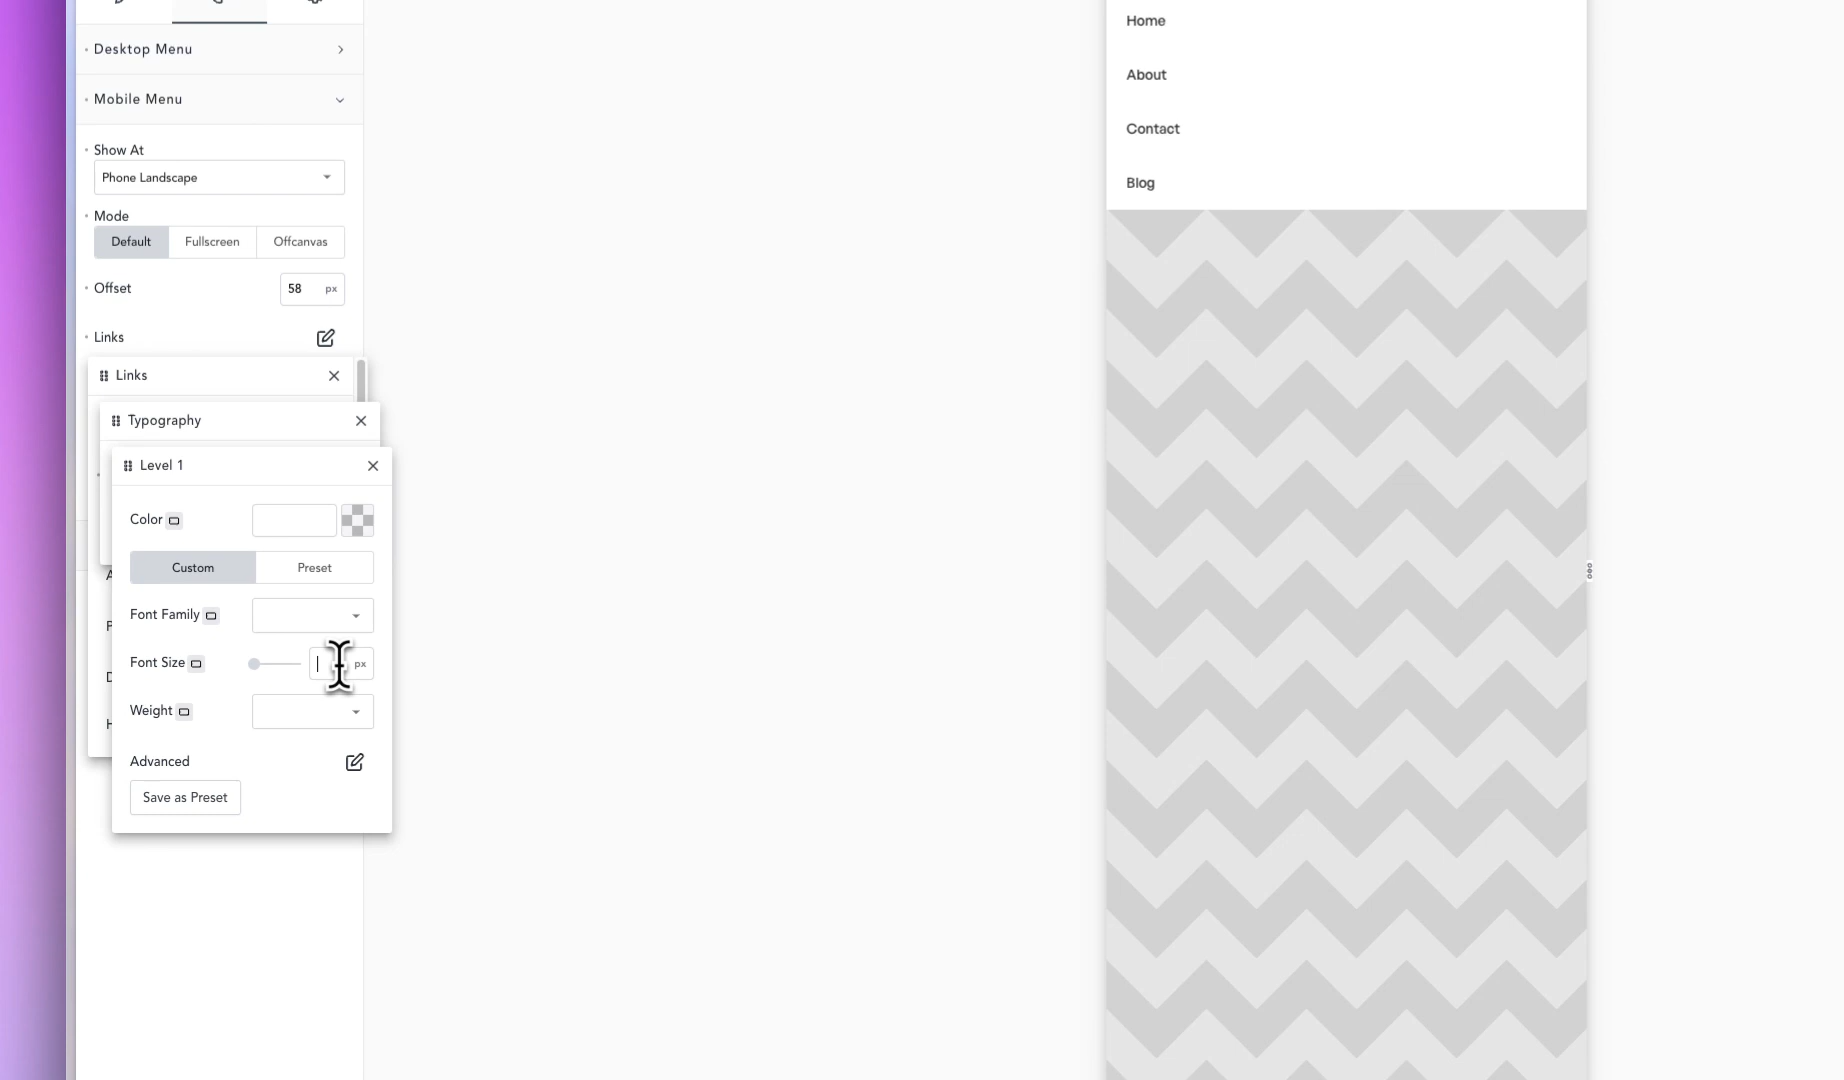 Desktop Menu
Mobile Menu
Show At
Phone Landscape
Mode
Default Fullscreen Offcanvas
Offset 58 px
Links
Links
Typography
Level 1
Color
Custom Preset
Font Family
Font Size px
Weight
Advanced
Save as Preset
A
P
D
H
Home
About
Contact
Blog